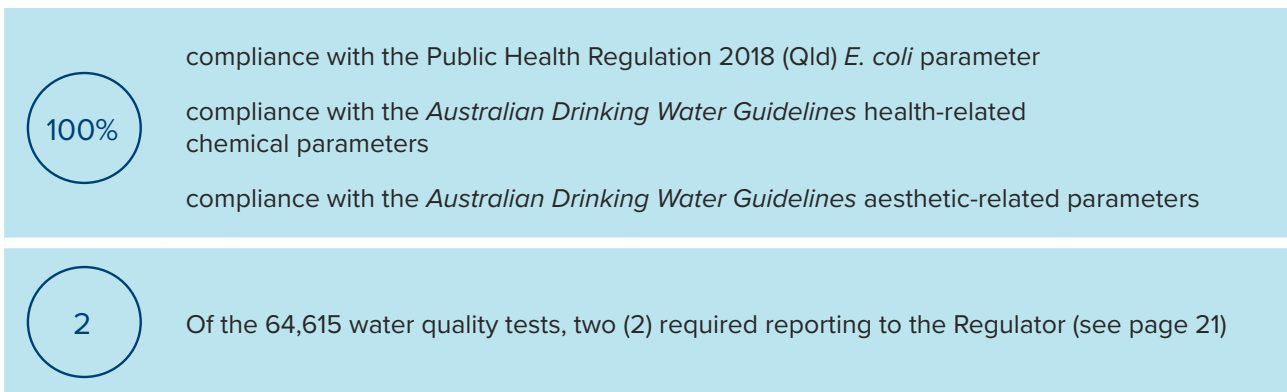 100%
compliance with the Public Health Regulation 2018 (Qld) E. coli parameter
compliance with the Australian Drinking Water Guidelines health-related
chemical parameters
compliance with the Australian Drinking Water Guidelines aesthetic-related parameters
2
Of the 64,615 water quality tests, two (2) required reporting to the Regulator (see page 21)